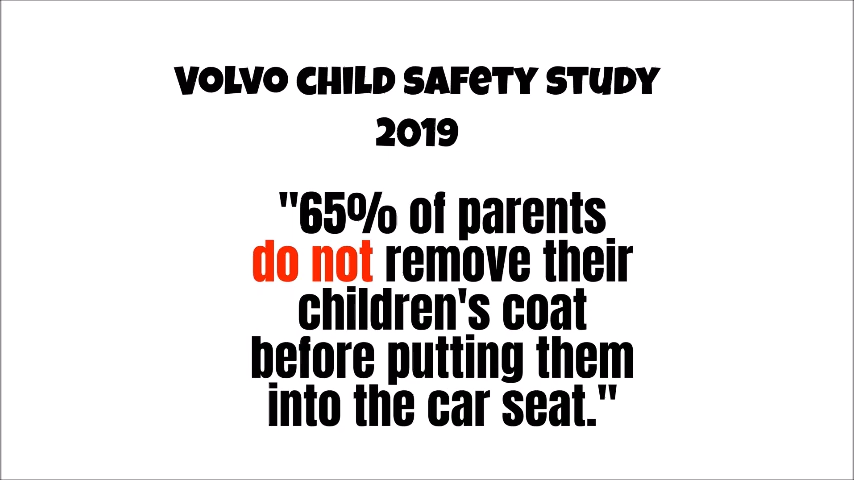 VOLVO CHILD SAFETY STUDY
2019
"65% of parents
do not remove their
children's coat
before putting them
into the car seat."